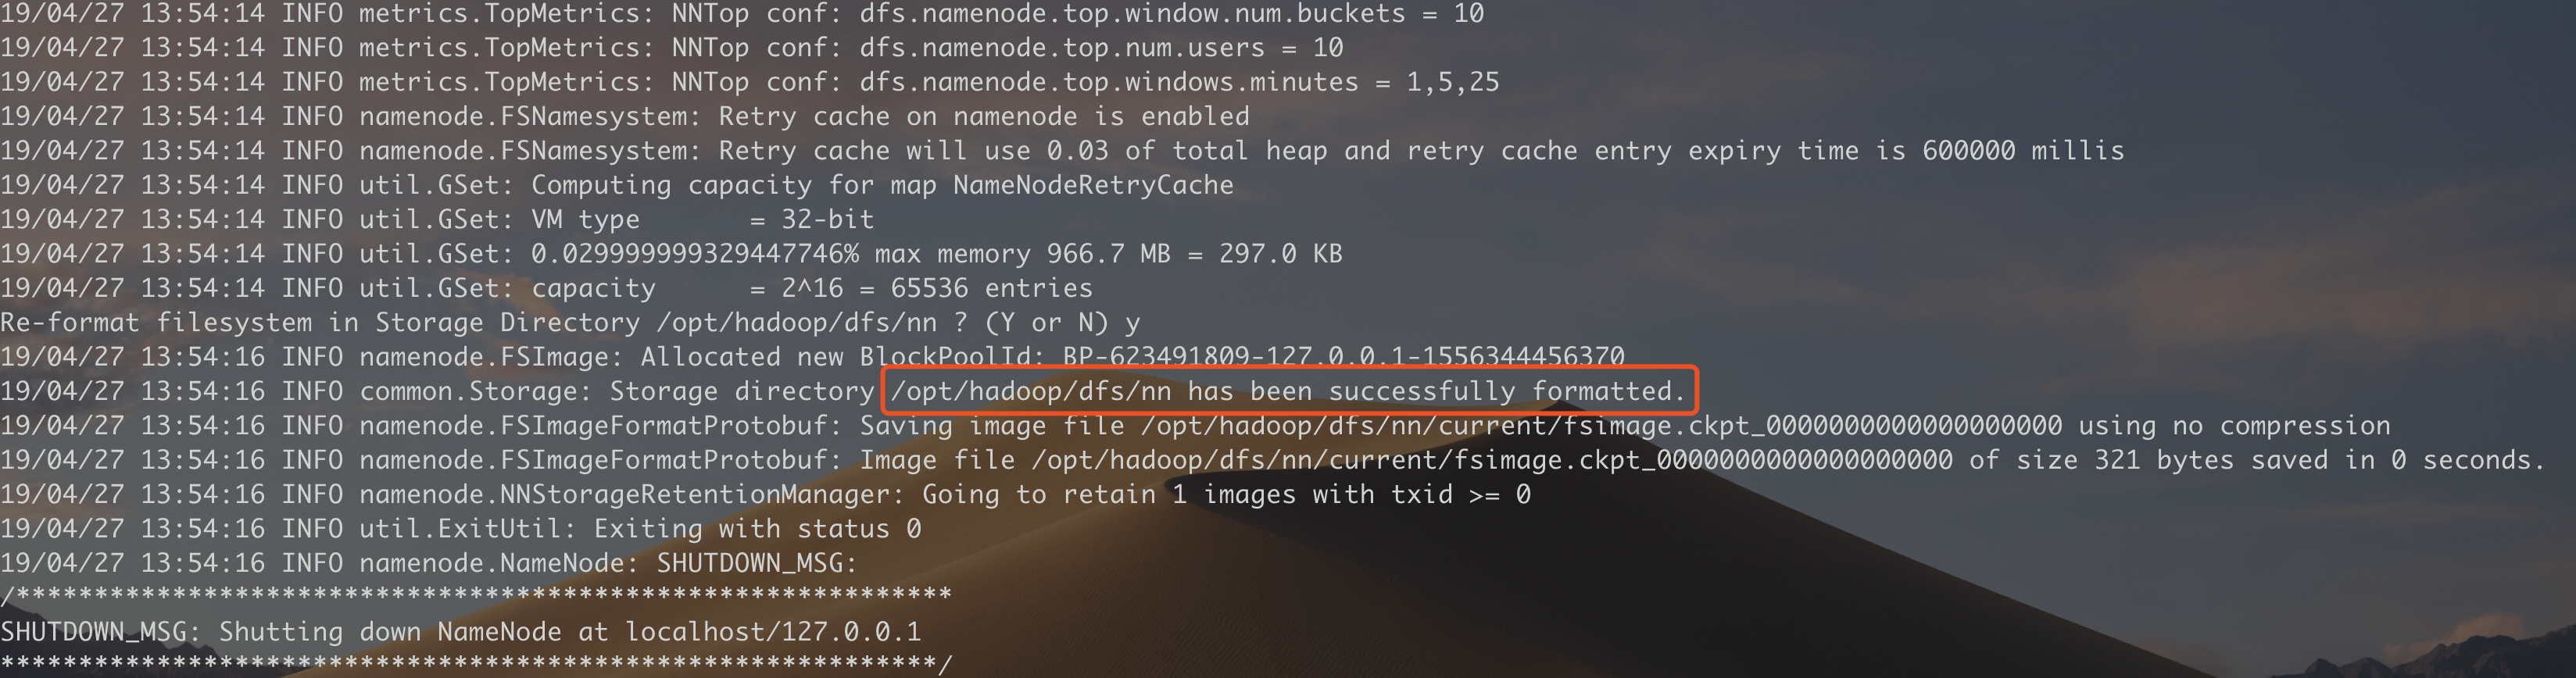 19/04/27 13:54:14 INFO metrics.TopMetrics: NNTop conf: dfs.namenode.top.window.num.buckets = 10
19/04/27 13:54:14 INFO metrics.TopMetrics: NNTop conf: dfs.namenode.top.num.users = 10
19/04/27 13:54:14 INFO metrics.TopMetrics: NNTop conf: dfs.namenode.top.windows.minutes = 1,5,25
19/04/27 13:54:14 INFO namenode.FSNamesystem: Retry cache on namenode is enabled
19/04/27 13:54:14 INFO namenode.FSNamesystem: Retry cache will use 0.03 of total heap and retry cache entry expiry time is 600000 millis
19/04/27 13:54:14 INFO util.GSet: Computing capacity for map NameNodeRetryCache
19/04/27 13:54:14 INFO util.GSet: VM type       = 32-bit
19/04/27 13:54:14 INFO util.GSet: 0.029999999329447746% max memory 966.7 MB = 297.0 KB
19/04/27 13:54:14 INFO util.GSet: capacity      = 2^16 = 65536 entries
Re-format filesystem in Storage Directory /opt/hadoop/dfs/nn ? (Y or N) y
19/04/27 13:54:16 INFO namenode.FSImage: Allocated new BlockPoolId: BP-623491809-127.0.0.1-1556344456370
19/04/27 13:54:16 INFO common.Storage: Storage directory /opt/hadoop/dfs/nn has been successfully formatted.
19/04/27 13:54:16 INFO namenode.FSImageFormatProtobuf: Saving image file /opt/hadoop/dfs/nn/current/fsimage.ckpt_0000000000000000000 using no compression
19/04/27 13:54:16 INFO namenode.FSImageFormatProtobuf: Image file /opt/hadoop/dfs/nn/current/fsimage.ckpt_0000000000000000000 of size 321 bytes saved in 0 seconds.
19/04/27 13:54:16 INFO namenode.NNStorageRetentionManager: Going to retain 1 images with txid >= 0
19/04/27 13:54:16 INFO util.ExitUtil: Exiting with status 0
19/04/27 13:54:16 INFO namenode.NameNode: SHUTDOWN_MSG:
/************************************************************
SHUTDOWN_MSG: Shutting down NameNode at localhost/127.0.0.1
************************************************************/